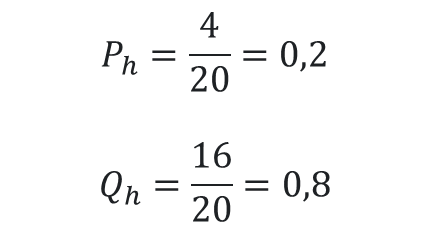 P_h = 4/20 = 0,2
Q_h = 16/20 = 0,8